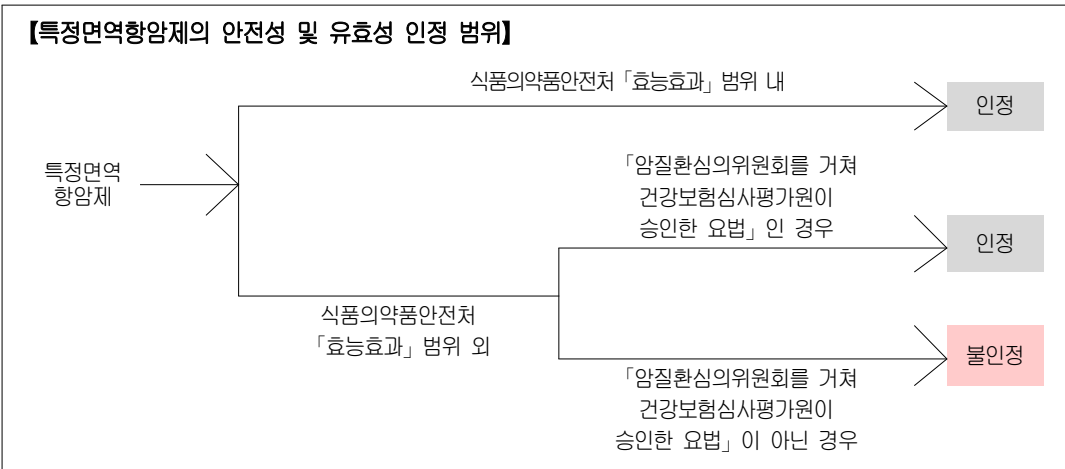 【특정면역항암제의 안전성 및 유효성 인정 범위】
식품의약품안전처「효능효과」범위 내
인정
특정면역
항암제
「암질환심의위원회를 거쳐
건강보험심사평가원이
승인한 요법」인 경우
인정
식품의약품안전처
「효능효과」범위 외
불인정
「암질환심의위원회를 거쳐
건강보험심사평가원이
승인한 요법」이 아닌 경우